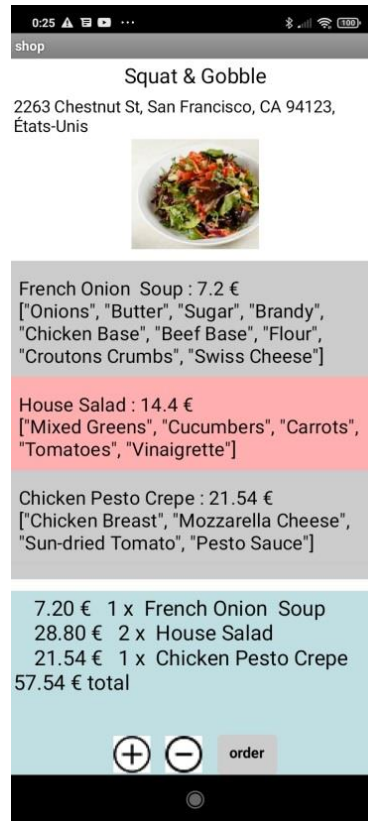 0:25
100
shop
Squat & Gobble
2263 Chestnut St, San Francisco, CA 94123,
États-Unis
French Onion  Soup : 7.2 €
["Onions", "Butter", "Sugar", "Brandy",
"Chicken Base", "Beef Base", "Flour",
"Croutons Crumbs", "Swiss Cheese"]
House Salad : 14.4 €
["Mixed Greens", "Cucumbers", "Carrots",
"Tomatoes", "Vinaigrette"]
Chicken Pesto Crepe : 21.54 €
["Chicken Breast", "Mozzarella Cheese",
"Sun-dried Tomato", "Pesto Sauce"]
7.20 €   1 x  French Onion  Soup
28.80 €   2 x  House Salad
21.54 €   1 x  Chicken Pesto Crepe
57.54 € total
order